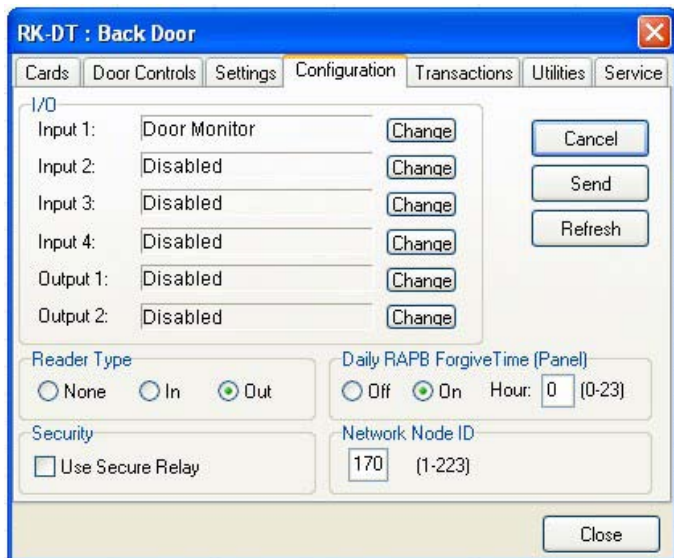 RK-DT : Back Door
Cards Door Controls Settings Configuration Transactions Utilities Service
I/O
Input 1: Door Monitor Change
Input 2: Disabled Change
Input 3: Disabled Change
Input 4: Disabled Change
Output 1: Disabled Change
Output 2: Disabled Change
Cancel
Send
Refresh
Reader Type
None In Out
Daily RAPB ForgiveTime (Panel)
Off On Hour: 0 (0-23)
Security
Use Secure Relay
Network Node ID
170 (1-223)
Close